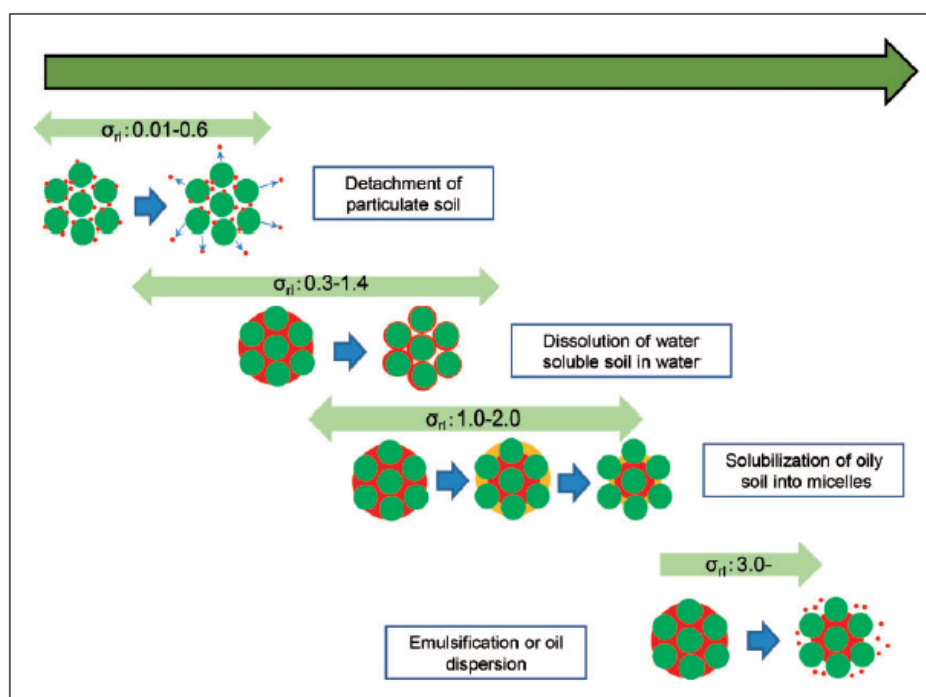 σrl: 0.01-0.6
Detachment of
particulate soil
σrl: 0.3-1.4
Dissolution of water
soluble soil in water
σrl: 1.0-2.0
Solubilization of oily
soil into micelles
σrl: 3.0-
Emulsification or oil
dispersion